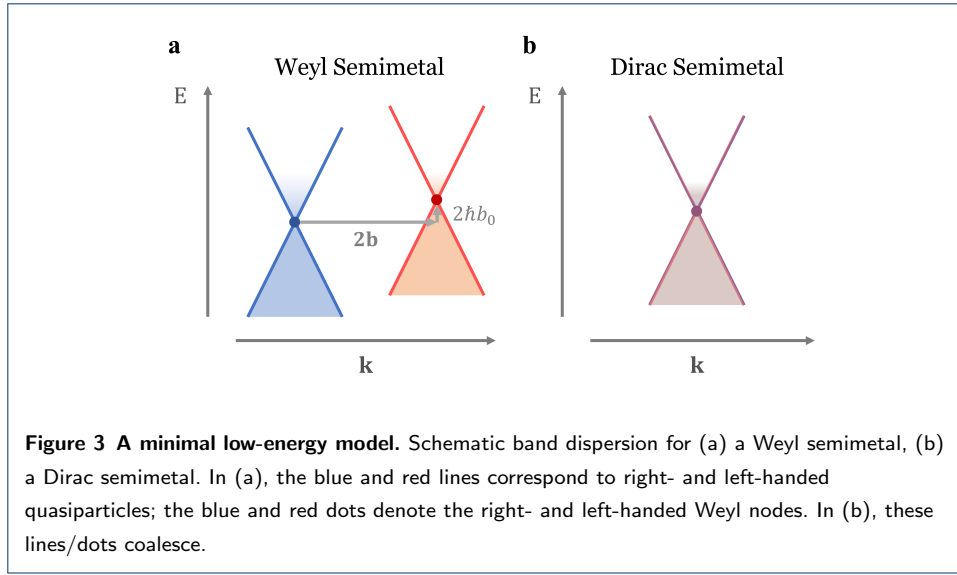 a
b
Weyl Semimetal
Dirac Semimetal
E
E
2ħb₀
2b
k
k
Figure 3 A minimal low-energy model. Schematic band dispersion for (a) a Weyl semimetal, (b)
a Dirac semimetal. In (a), the blue and red lines correspond to right- and left-handed
quasiparticles; the blue and red dots denote the right- and left-handed Weyl nodes. In (b), these
lines/dots coalesce.